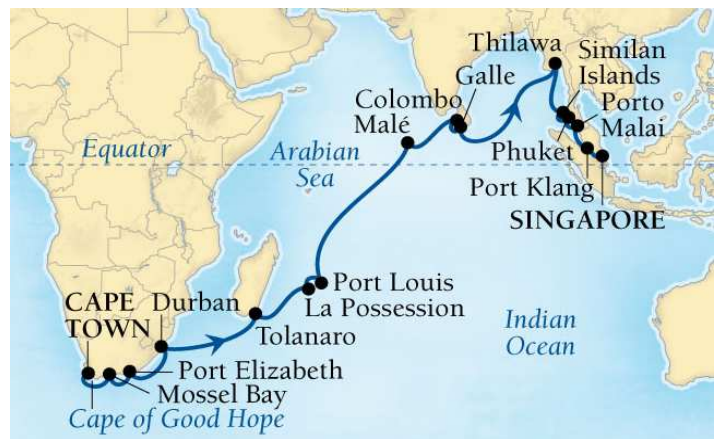 Thilawa
Similan
Islands
Galle
Colombo
Porto
Malai
Malé
Equator
Arabian
Sea
Phuket
Port Klang
SINGAPORE
CAPE
TOWN
Durban
Port Louis
La Possession
Tolanaro
Indian
Ocean
Port Elizabeth
Mossel Bay
Cape of Good Hope